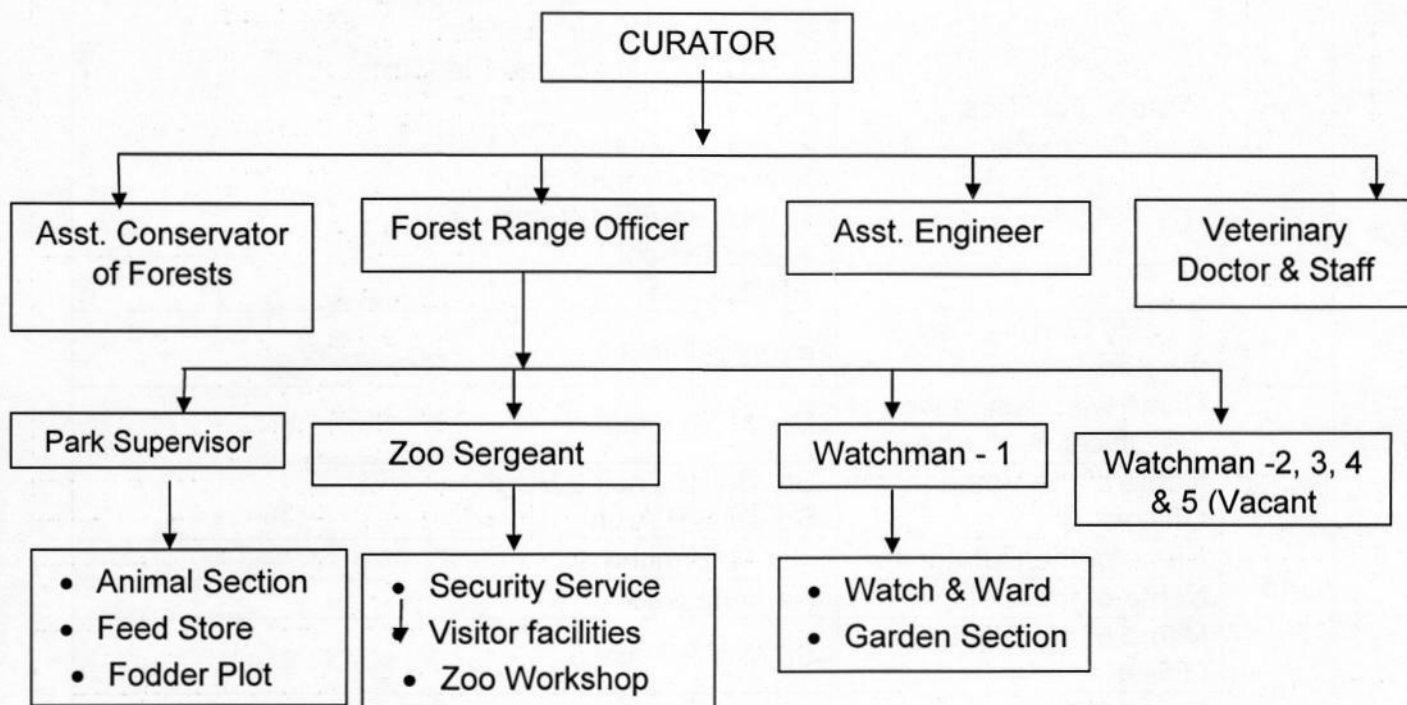 CURATOR
Asst. Conservator
of Forests
Forest Range Officer
Asst. Engineer
Veterinary
Doctor & Staff
Park Supervisor
Zoo Sergeant
Watchman - 1
Watchman -2, 3, 4
& 5 (Vacant
• Animal Section
• Feed Store
• Fodder Plot
• Security Service
Visitor facilities
• Zoo Workshop
• Watch & Ward
• Garden Section